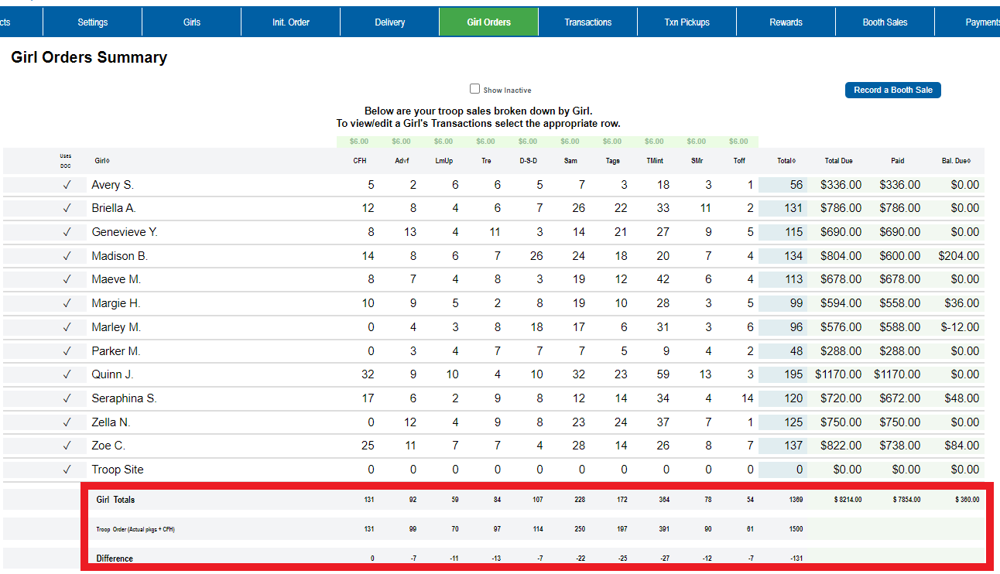 cts Settings Girls Init. Order Delivery Girl Orders Transactions Txn Pickups Rewards Booth Sales Payments
Girl Orders Summary
Show Inactive Record a Booth Sale
Below are your troop sales broken down by Girl.
To view/edit a Girl's Transactions select the appropriate row.
$6.00 $6.00 $6.00 $6.00 $6.00 $6.00 $6.00 $6.00 $6.00 $6.00
Uses DOC Girl◊ CFH Advf LmUp Tre D-S-D Sam Tags TMint SMr Toff Total◊ Total Due Paid Bal. Due◊
✓ Avery S. 5 2 6 6 5 7 3 18 3 1 56 $336.00 $336.00 $0.00
✓ Briella A. 12 8 4 6 7 26 22 33 11 2 131 $786.00 $786.00 $0.00
✓ Genevieve Y. 8 13 4 11 3 14 21 27 9 5 115 $690.00 $690.00 $0.00
✓ Madison B. 14 8 6 7 26 24 18 20 7 4 134 $804.00 $600.00 $204.00
✓ Maeve M. 8 7 4 8 3 19 12 42 6 4 113 $678.00 $678.00 $0.00
✓ Margie H. 10 9 5 2 8 19 10 28 3 5 99 $594.00 $558.00 $36.00
✓ Marley M. 0 4 3 8 18 17 6 31 3 6 96 $576.00 $588.00 $-12.00
✓ Parker M. 0 3 4 7 7 7 5 9 4 2 48 $288.00 $288.00 $0.00
✓ Quinn J. 32 9 10 4 10 32 23 59 13 3 195 $1170.00 $1170.00 $0.00
✓ Seraphina S. 17 6 2 9 8 12 14 34 4 14 120 $720.00 $672.00 $48.00
✓ Zella N. 0 12 4 9 8 23 24 37 7 1 125 $750.00 $750.00 $0.00
✓ Zoe C. 25 11 7 7 4 28 14 26 8 7 137 $822.00 $738.00 $84.00
✓ Troop Site 0 0 0 0 0 0 0 0 0 0 0 $0.00 $0.00 $0.00
Girl Totals 131 92 59 84 107 228 172 364 78 54 1369 $ 8214.00 $ 7854.00 $ 360.00
Troop Order (Actual pkgs + CFH) 131 99 70 97 114 250 197 391 90 61 1500
Difference 0 -7 -11 -13 -7 -22 -25 -27 -12 -7 -131